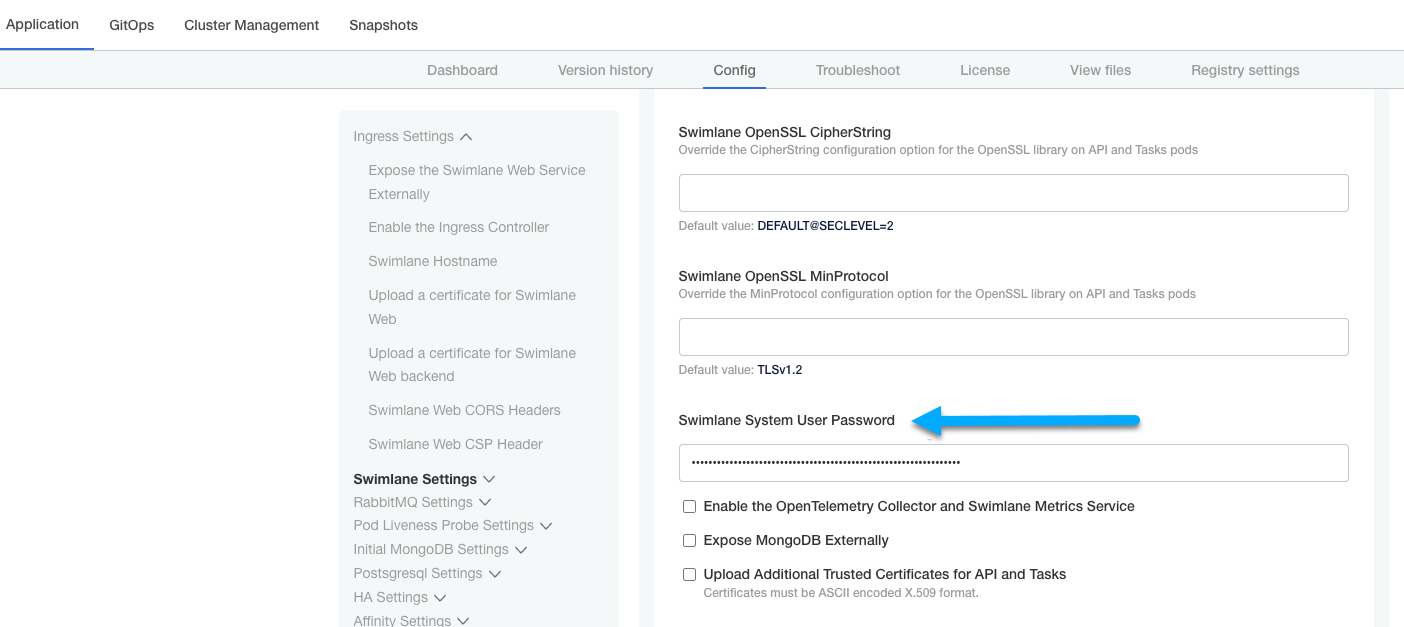 Application GitOps Cluster Management Snapshots
Dashboard Version history Config Troubleshoot License View files Registry settings
Ingress Settings
Expose the Swimlane Web Service
Externally
Enable the Ingress Controller
Swimlane Hostname
Upload a certificate for Swimlane
Web
Upload a certificate for Swimlane
Web backend
Swimlane Web CORS Headers
Swimlane Web CSP Header
Swimlane Settings
RabbitMQ Settings
Pod Liveness Probe Settings
Initial MongoDB Settings
Postsgresql Settings
HA Settings
Affinity Settings
Swimlane OpenSSL CipherString
Override the CipherString configuration option for the OpenSSL library on API and Tasks pods
Default value: DEFAULT@SECLEVEL=2
Swimlane OpenSSL MinProtocol
Override the MinProtocol configuration option for the OpenSSL library on API and Tasks pods
Default value: TLSv1.2
Swimlane System User Password
Enable the OpenTelemetry Collector and Swimlane Metrics Service
Expose MongoDB Externally
Upload Additional Trusted Certificates for API and Tasks
Certificates must be ASCII encoded X.509 format.